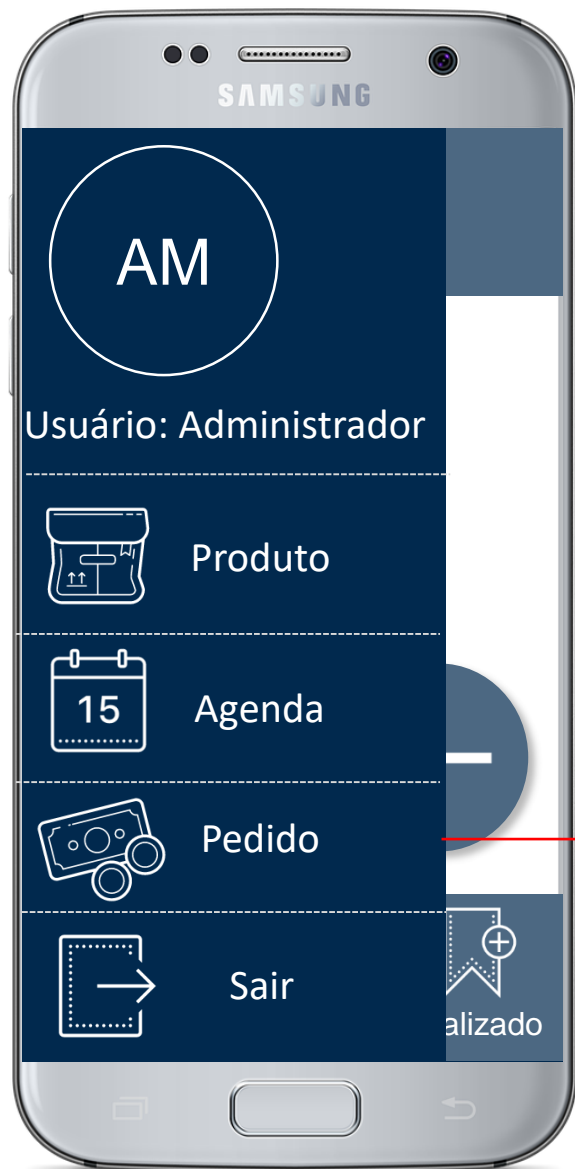 SAMSUNG
AM
Usuário: Administrador
Produto
15
Agenda
Pedido
Sair
alizado